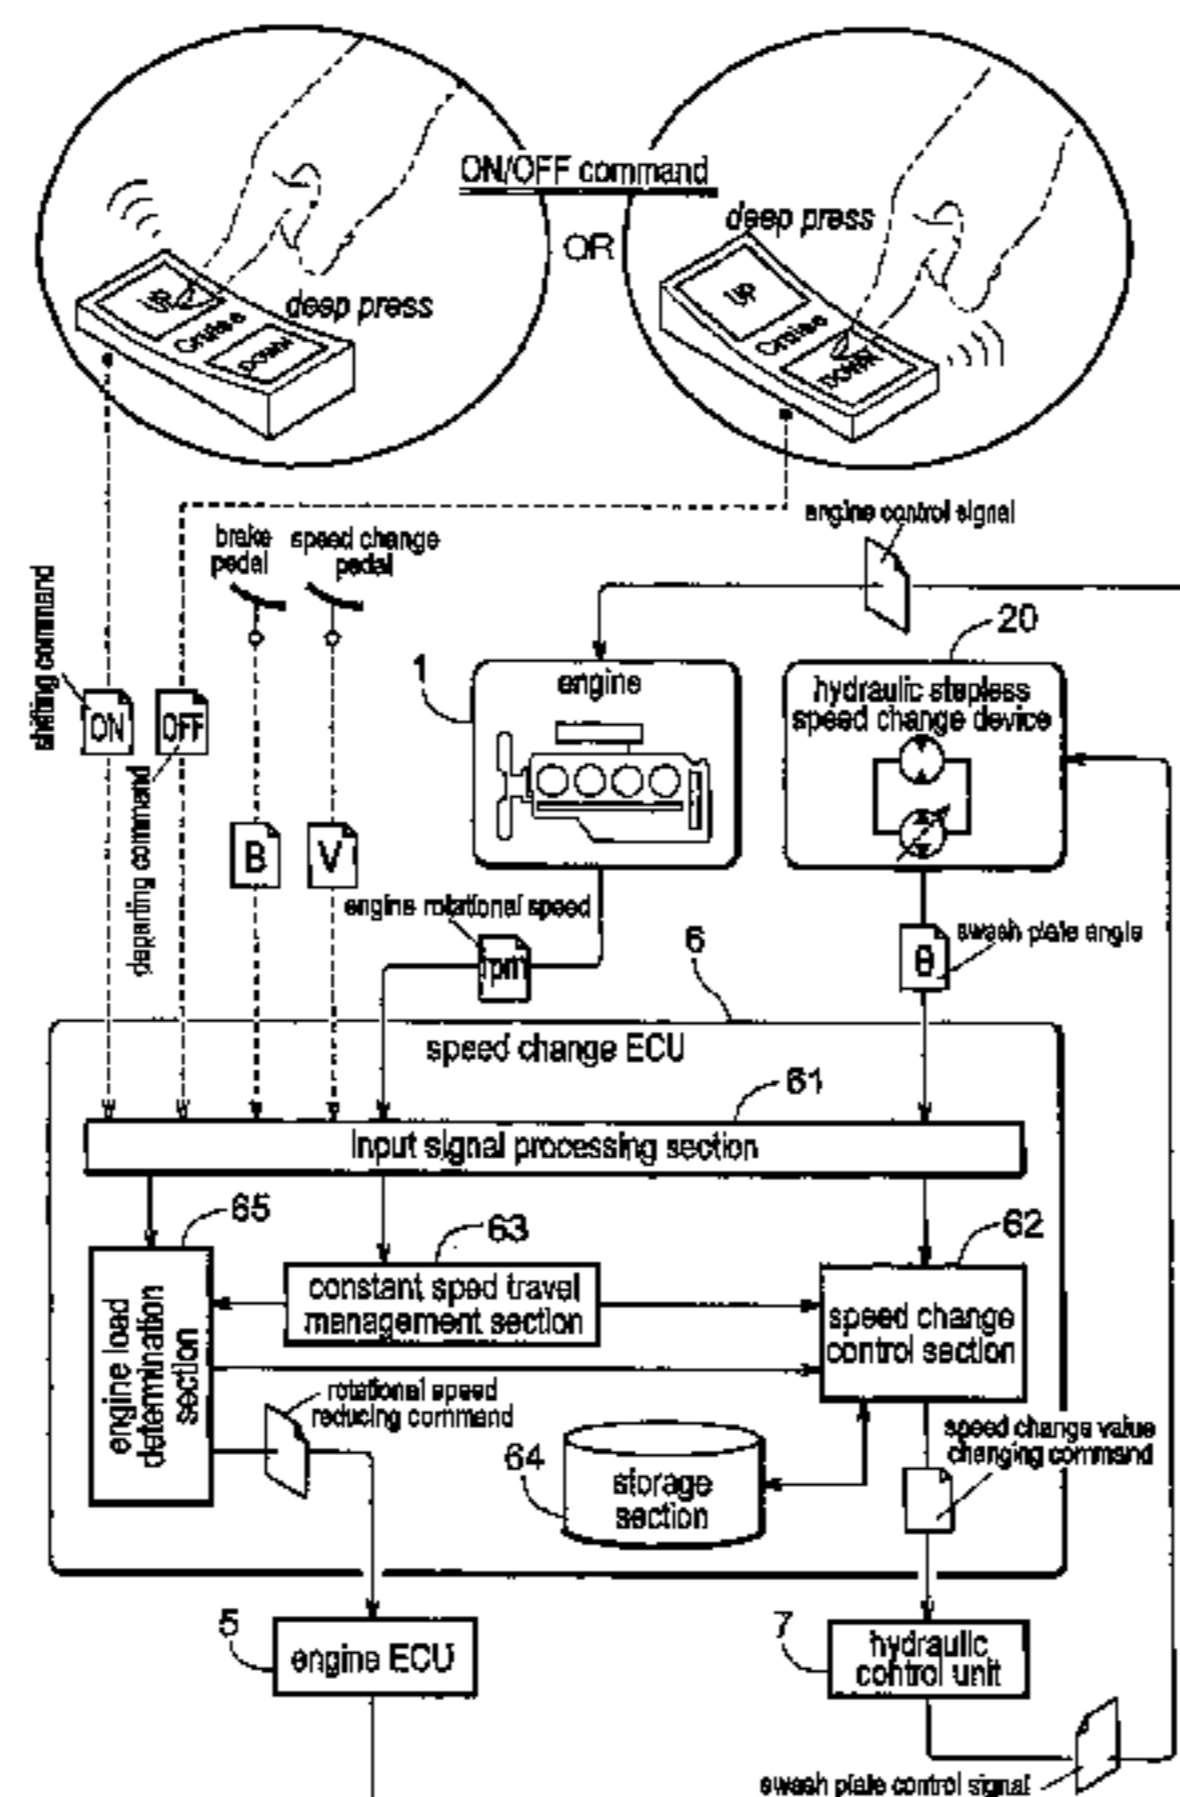 ON/OFF command
deep press
OR
UP
Cruise
DOWN
deep press
UP
Cruise
DOWN
engine control signal
brake
pedal
speed change
pedal
shifting command
ON
OFF
departing command
B
V
1
engine
20
hydraulic stepless
speed change device
engine rotational speed
rpm
swash plate angle
θ
6
speed change ECU
61
input signal processing section
65
63
62
engine load
determination
section
constant sped travel
management section
speed change
control section
rotational speed
reducing command
64
storage
section
speed change value
changing command
5
engine ECU
7
hydraulic
control unit
swash plate control signal